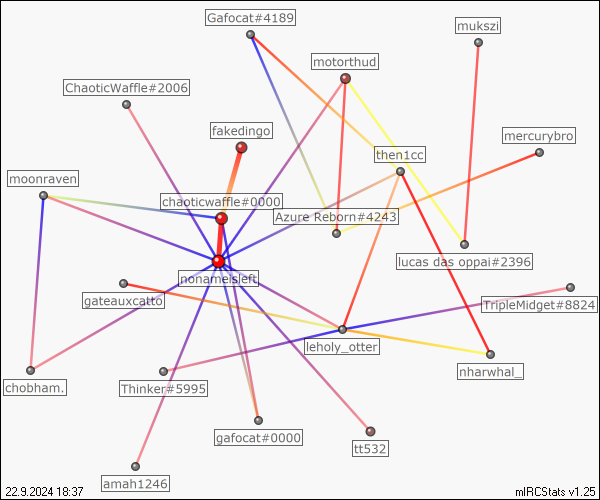 Gafocat#4189
mukszi
motorthud
ChaoticWaffle#2006
fakedingo
mercurybro
then1cc
moonraven
chaoticwaffle#0000
Azure Reborn#4243
lucas das oppai#2396
nonameisleft
gateauxcatto
TripleMidget#8824
leholy_otter
nharwhal_
chobham.
Thinker#5995
gafocat#0000
tt532
amah1246
22.9.2024 18:37
mIRCStats v1.25